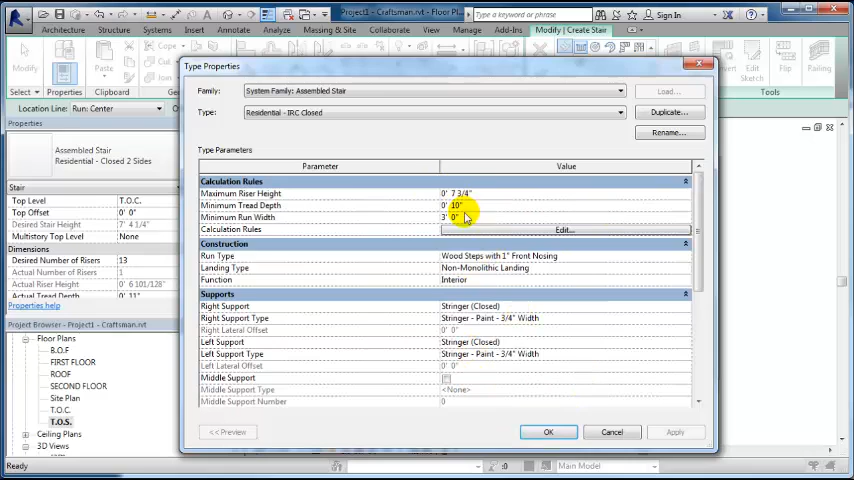 Project1 - Craftsman.rvt - Floor Pl...
Type a keyword or phrase
Sign In
Architecture Structure Systems Insert Annotate Analyze Massing & Site Collaborate View Manage Add-Ins Modify | Create Stair
Modify
Paste
Cope
Cut
Join
Edit
Sketch
Flip
Failing
Select Properties Clipboard Tools
Location Line: Run: Center
Properties
Assembled Stair
Residential - Closed 2 Sides
Stair
Top Level T.O.C.
Top Offset 0' 0"
Desired Stair Height 7' 4 1/4"
Multistory Top Level None
Dimensions
Desired Number of Risers 13
Actual Number of Risers 1
Actual Riser Height 0' 6 101/128"
Actual Tread Depth 0' 11"
Properties help
Project Browser - Project1 - Craftsman.rvt
Floor Plans
B.O.F
FIRST FLOOR
ROOF
SECOND FLOOR
Site Plan
T.O.C.
T.O.S.
Ceiling Plans
3D Views
Ready
:0
Main Model
Type Properties
Family: System Family: Assembled Stair Load...
Type: Residential - IRC Closed Duplicate...
Rename...
Type Parameters
Parameter Value
Calculation Rules
Maximum Riser Height 0' 7 3/4"
Minimum Tread Depth 0' 10"
Minimum Run Width 3' 0"
Calculation Rules Edit...
Construction
Run Type Wood Steps with 1" Front Nosing
Landing Type Non-Monolithic Landing
Function Interior
Supports
Right Support Stringer (Closed)
Right Support Type Stringer - Paint - 3/4" Width
Right Lateral Offset 0' 0"
Left Support Stringer (Closed)
Left Support Type Stringer - Paint - 3/4" Width
Left Lateral Offset 0' 0"
Middle Support
Middle Support Type <None>
Middle Support Number 0
<< Preview OK Cancel Apply